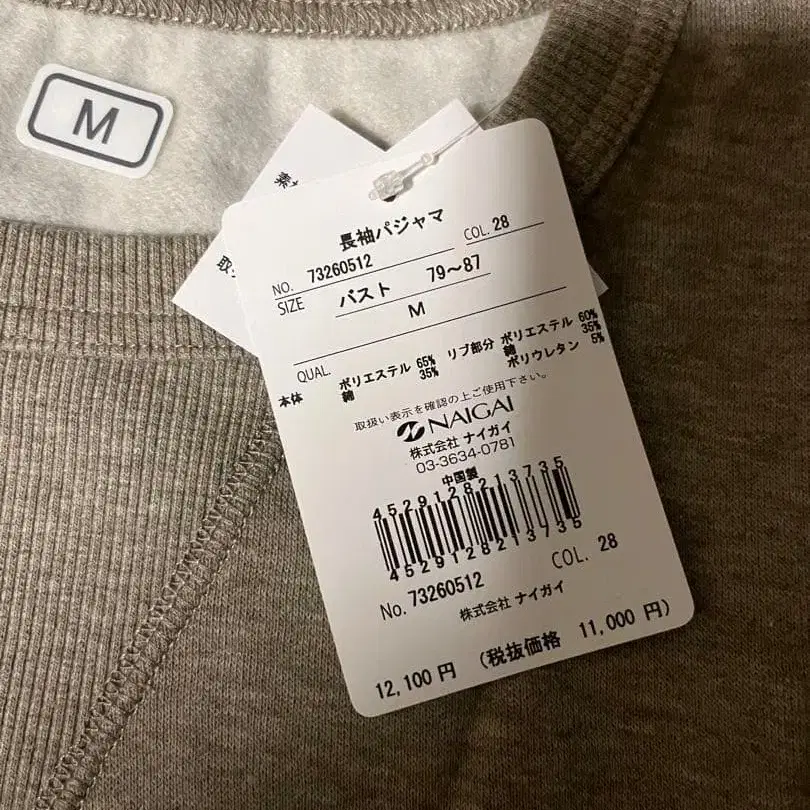 M
長袖パジャマ
NO. 73260512 COL. 28
SIZE バスト 79～87
M
QUAL.
本体 ポリエステル 65% リブ部分 ポリエステル 60%
綿 35% 綿 35%
ポリウレタン 5%
取扱い表示を確認の上ご使用下さい。
NAIGAI
株式会社 ナイガイ
03-3634-0781
中国製
4529128213735
4529128213735
No. 73260512 COL. 28
株式会社 ナイガイ
12,100 円 (税抜価格 11,000 円)